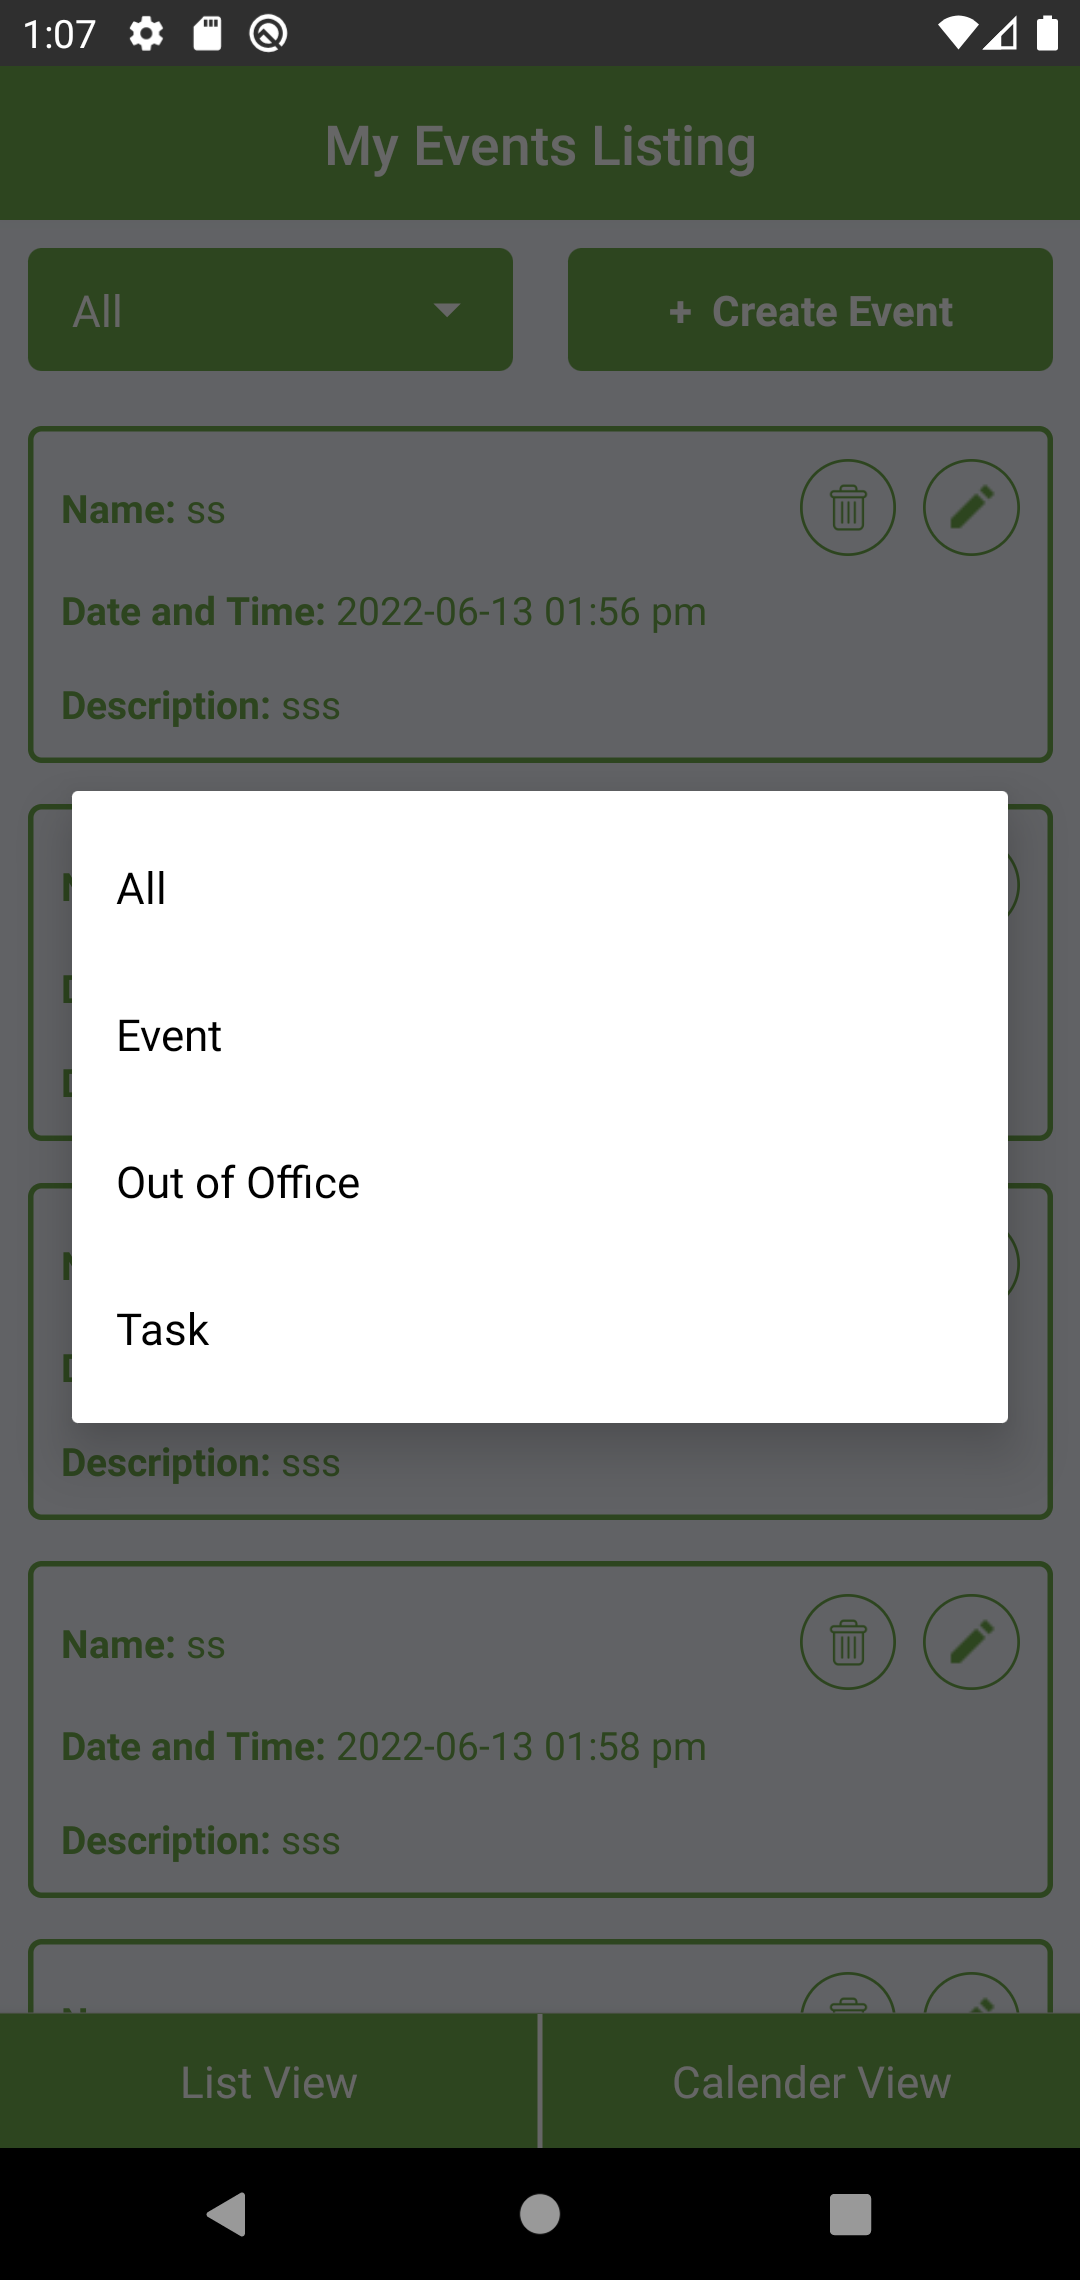 1:07
My Events Listing
All
+ Create Event
Name: ss
Date and Time: 2022-06-13 01:56 pm
Description: sss
All
Event
Out of Office
Task
Description: sss
Name: ss
Date and Time: 2022-06-13 01:58 pm
Description: sss
List View
Calender View